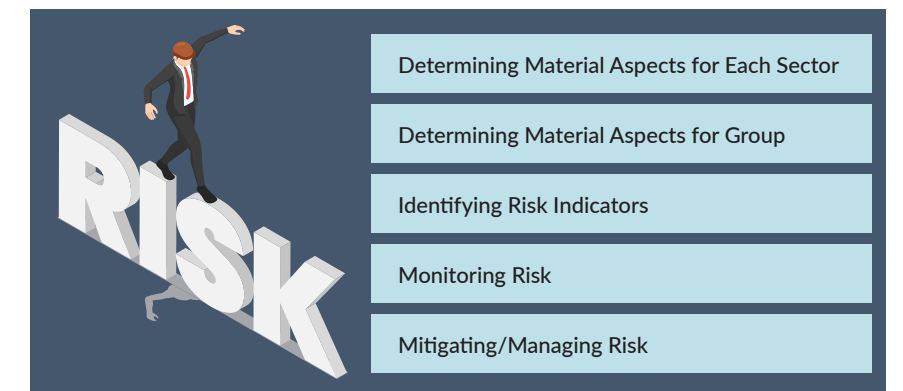 RISK
Determining Material Aspects for Each Sector
Determining Material Aspects for Group
Identifying Risk Indicators
Monitoring Risk
Mitigating/Managing Risk